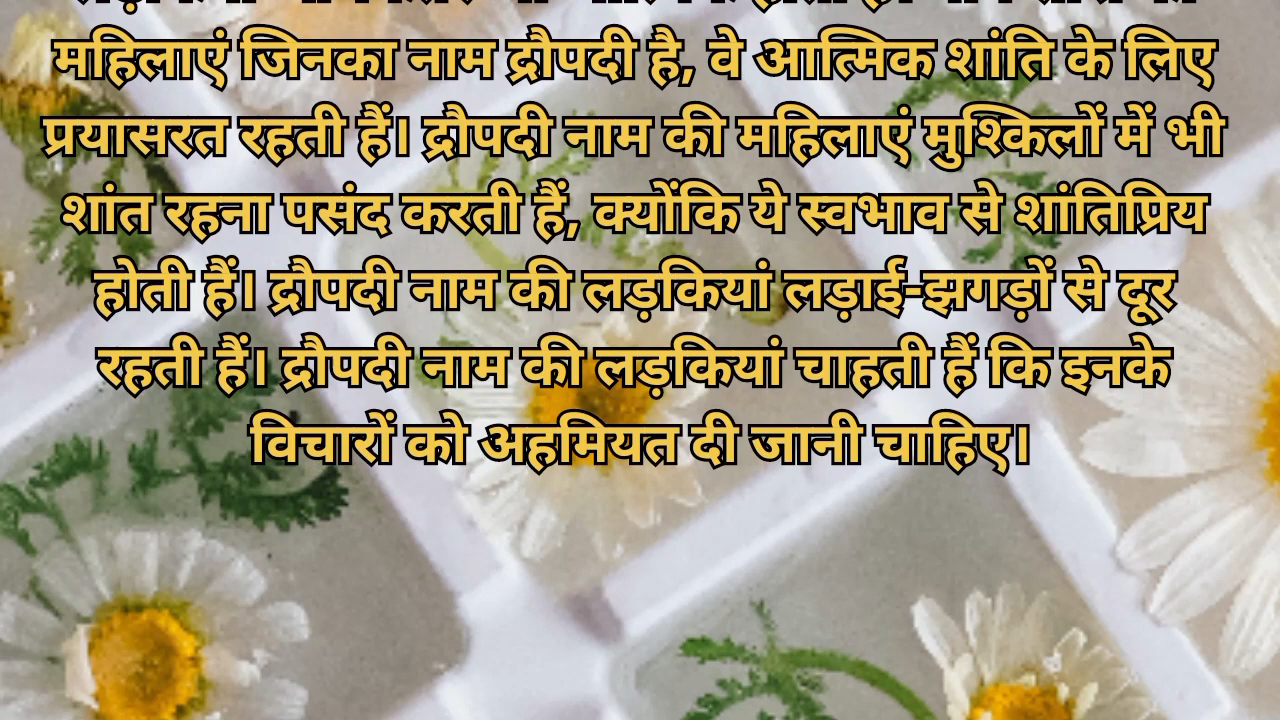 महिलाएं जिनका नाम द्रौपदी है, वे आत्मिक शांति के लिए
प्रयासरत रहती हैं। द्रौपदी नाम की महिलाएं मुश्किलों में भी
शांत रहना पसंद करती हैं, क्योंकि ये स्वभाव से शांतिप्रिय
होती हैं। द्रौपदी नाम की लड़कियां लड़ाई-झगड़ों से दूर
रहती हैं। द्रौपदी नाम की लड़कियां चाहती हैं कि इनके
विचारों को अहमियत दी जानी चाहिए।